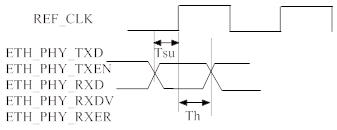 REF_CLK
ETH_PHY_TXD
Tsu
ETH_PHY_TXEN
ETH_PHY_RXD
ETH_PHY_RXDV
Th
ETH_PHY_RXER